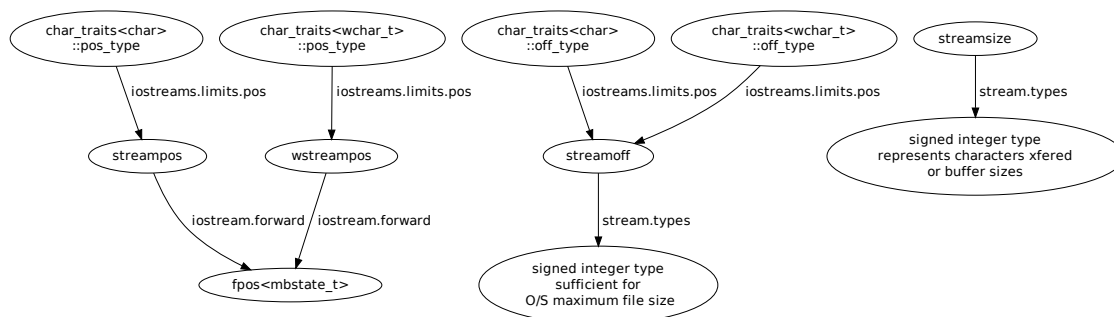 char_traits<char>
::pos_type
char_traits<wchar_t>
::pos_type
char_traits<char>
::off_type
char_traits<wchar_t>
::off_type
streamsize
iostreams.limits.pos
iostreams.limits.pos
iostreams.limits.pos
iostreams.limits.pos
stream.types
streampos
wstreampos
streamoff
signed integer type
represents characters xfered
or buffer sizes
iostream.forward
iostream.forward
stream.types
fpos<mbstate_t>
signed integer type
sufficient for
O/S maximum file size